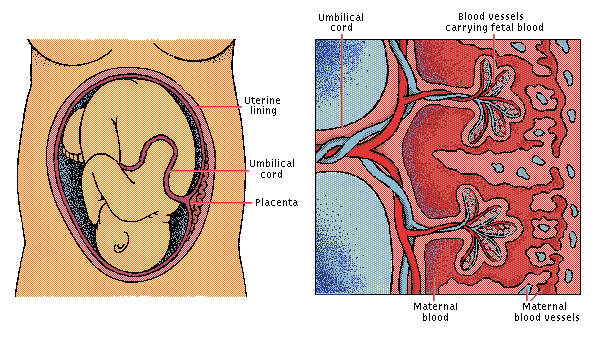 Uterine
lining
Umbilical
cord
Placenta
Umbilical
cord
Blood vessels
carrying fetal blood
Maternal
blood
Maternal
blood vessels